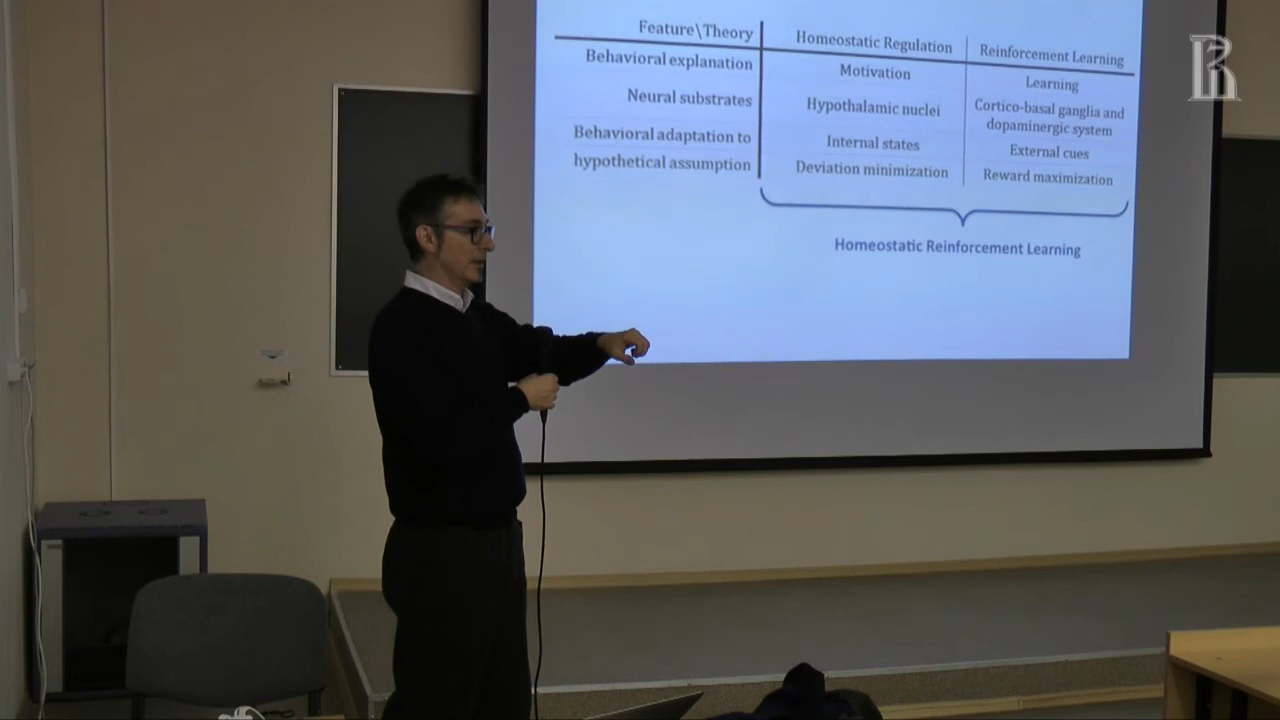 Feature\Theory Homeostatic Regulation Reinforcement Learning
Behavioral explanation Motivation Learning
Neural substrates Hypothalamic nuclei Cortico-basal ganglia and
dopaminergic system
Behavioral adaptation to Internal states External cues
hypothetical assumption Deviation minimization Reward maximization
Homeostatic Reinforcement Learning